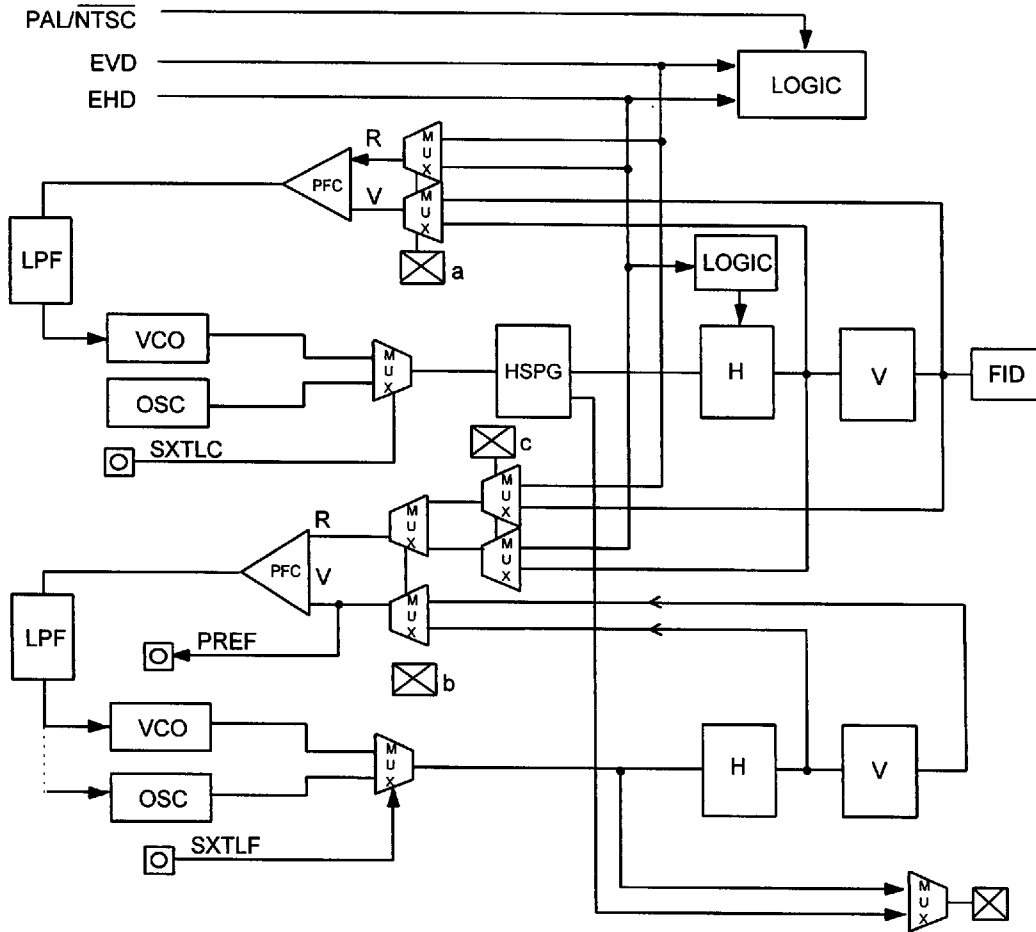 PAL/NTSC
EVD
EHD
LOGIC
R
MUX
PFC
V
MUX
LPF
a
LOGIC
VCO
MUX
HSPG
H
V
FID
OSC
SXTLC
c
MUX
R
MUX
MUX
PFC
V
MUX
LPF
PREF
b
VCO
MUX
H
V
OSC
SXTLF
MUX